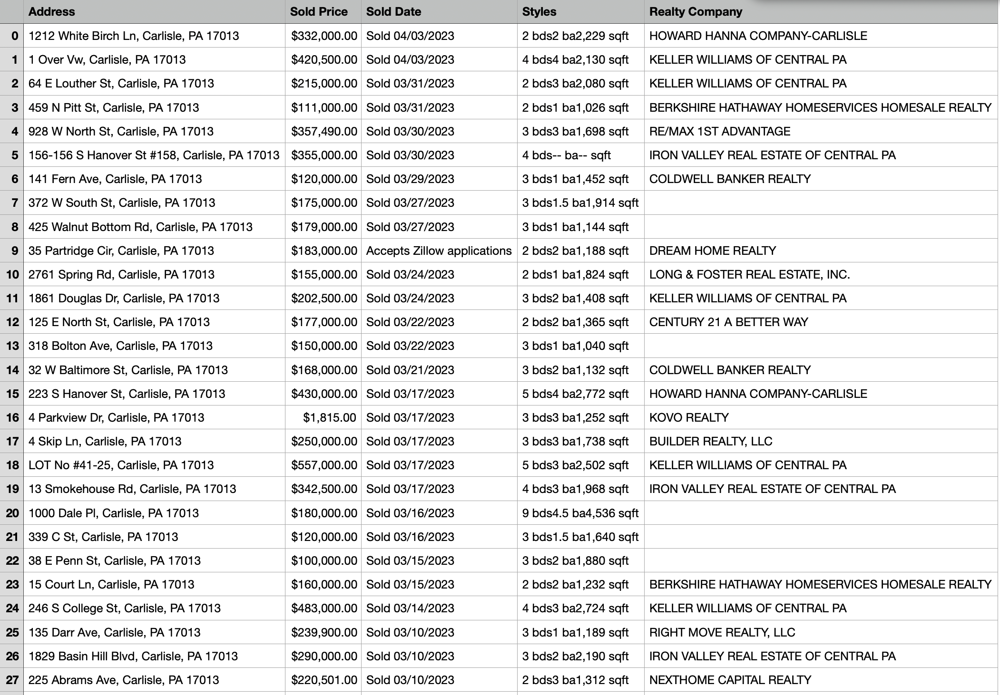 Address Sold Price Sold Date Styles Realty Company
0 1212 White Birch Ln, Carlisle, PA 17013 $332,000.00 Sold 04/03/2023 2 bds2 ba2,229 sqft HOWARD HANNA COMPANY-CARLISLE
1 1 Over Vw, Carlisle, PA 17013 $420,500.00 Sold 04/03/2023 4 bds4 ba2,130 sqft KELLER WILLIAMS OF CENTRAL PA
2 64 E Louther St, Carlisle, PA 17013 $215,000.00 Sold 03/31/2023 2 bds3 ba2,080 sqft KELLER WILLIAMS OF CENTRAL PA
3 459 N Pitt St, Carlisle, PA 17013 $111,000.00 Sold 03/31/2023 2 bds1 ba1,026 sqft BERKSHIRE HATHAWAY HOMESERVICES HOMESALE REALTY
4 928 W North St, Carlisle, PA 17013 $357,490.00 Sold 03/30/2023 3 bds3 ba1,698 sqft RE/MAX 1ST ADVANTAGE
5 156-156 S Hanover St #158, Carlisle, PA 17013 $355,000.00 Sold 03/30/2023 4 bds-- ba-- sqft IRON VALLEY REAL ESTATE OF CENTRAL PA
6 141 Fern Ave, Carlisle, PA 17013 $120,000.00 Sold 03/29/2023 3 bds1 ba1,452 sqft COLDWELL BANKER REALTY
7 372 W South St, Carlisle, PA 17013 $175,000.00 Sold 03/27/2023 3 bds1.5 ba1,914 sqft
8 425 Walnut Bottom Rd, Carlisle, PA 17013 $179,000.00 Sold 03/27/2023 3 bds1 ba1,144 sqft
9 35 Partridge Cir, Carlisle, PA 17013 $183,000.00 Accepts Zillow applications 2 bds2 ba1,188 sqft DREAM HOME REALTY
10 2761 Spring Rd, Carlisle, PA 17013 $155,000.00 Sold 03/24/2023 2 bds1 ba1,824 sqft LONG & FOSTER REAL ESTATE, INC.
11 1861 Douglas Dr, Carlisle, PA 17013 $202,500.00 Sold 03/24/2023 3 bds2 ba1,408 sqft KELLER WILLIAMS OF CENTRAL PA
12 125 E North St, Carlisle, PA 17013 $177,000.00 Sold 03/22/2023 2 bds2 ba1,365 sqft CENTURY 21 A BETTER WAY
13 318 Bolton Ave, Carlisle, PA 17013 $150,000.00 Sold 03/22/2023 3 bds1 ba1,040 sqft
14 32 W Baltimore St, Carlisle, PA 17013 $168,000.00 Sold 03/21/2023 3 bds2 ba1,132 sqft COLDWELL BANKER REALTY
15 223 S Hanover St, Carlisle, PA 17013 $430,000.00 Sold 03/17/2023 5 bds4 ba2,772 sqft HOWARD HANNA COMPANY-CARLISLE
16 4 Parkview Dr, Carlisle, PA 17013 $1,815.00 Sold 03/17/2023 3 bds3 ba1,252 sqft KOVO REALTY
17 4 Skip Ln, Carlisle, PA 17013 $250,000.00 Sold 03/17/2023 3 bds3 ba1,738 sqft BUILDER REALTY, LLC
18 LOT No #41-25, Carlisle, PA 17013 $557,000.00 Sold 03/17/2023 5 bds3 ba2,502 sqft KELLER WILLIAMS OF CENTRAL PA
19 13 Smokehouse Rd, Carlisle, PA 17013 $342,500.00 Sold 03/17/2023 4 bds3 ba1,968 sqft IRON VALLEY REAL ESTATE OF CENTRAL PA
20 1000 Dale Pl, Carlisle, PA 17013 $180,000.00 Sold 03/16/2023 9 bds4.5 ba4,536 sqft
21 339 C St, Carlisle, PA 17013 $120,000.00 Sold 03/16/2023 3 bds1.5 ba1,640 sqft
22 38 E Penn St, Carlisle, PA 17013 $100,000.00 Sold 03/15/2023 3 bds2 ba1,880 sqft
23 15 Court Ln, Carlisle, PA 17013 $160,000.00 Sold 03/15/2023 2 bds2 ba1,232 sqft BERKSHIRE HATHAWAY HOMESERVICES HOMESALE REALTY
24 246 S College St, Carlisle, PA 17013 $483,000.00 Sold 03/14/2023 4 bds3 ba2,724 sqft KELLER WILLIAMS OF CENTRAL PA
25 135 Darr Ave, Carlisle, PA 17013 $239,900.00 Sold 03/10/2023 3 bds1 ba1,189 sqft RIGHT MOVE REALTY, LLC
26 1829 Basin Hill Blvd, Carlisle, PA 17013 $290,000.00 Sold 03/10/2023 3 bds2 ba2,190 sqft IRON VALLEY REAL ESTATE OF CENTRAL PA
27 225 Abrams Ave, Carlisle, PA 17013 $220,501.00 Sold 03/10/2023 2 bds3 ba1,312 sqft NEXTHOME CAPITAL REALTY